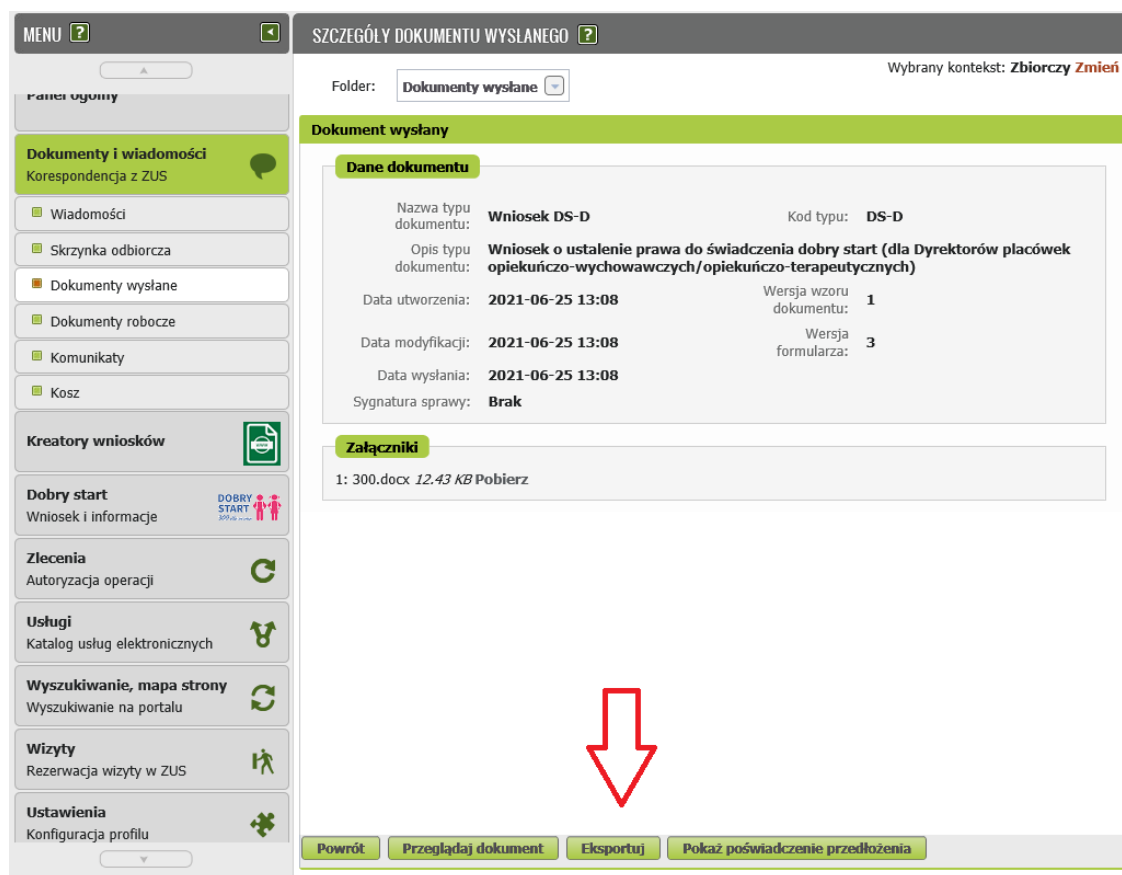 MENU ?
Panel ogólny
Dokumenty i wiadomości
Korespondencja z ZUS
Wiadomości
Skrzynka odbiorcza
Dokumenty wysłane
Dokumenty robocze
Komunikaty
Kosz
Kreatory wniosków
Dobry start
Wniosek i informacje
DOBRY
START
Zlecenia
Autoryzacja operacji
Usługi
Katalog usług elektronicznych
Wyszukiwanie, mapa strony
Wyszukiwanie na portalu
Wizyty
Rezerwacja wizyty w ZUS
Ustawienia
Konfiguracja profilu
SZCZEGÓŁY DOKUMENTU WYSŁANEGO ?
Wybrany kontekst: Zbiorczy Zmień
Folder: Dokumenty wysłane
Dokument wysłany
Dane dokumentu
Nazwa typu dokumentu: Wniosek DS-D Kod typu: DS-D
Opis typu dokumentu: Wniosek o ustalenie prawa do świadczenia dobry start (dla Dyrektorów placówek
opiekuńczo-wychowawczych/opiekuńczo-terapeutycznych)
Data utworzenia: 2021-06-25 13:08 Wersja wzoru dokumentu: 1
Data modyfikacji: 2021-06-25 13:08 Wersja formularza: 3
Data wysłania: 2021-06-25 13:08
Sygnatura sprawy: Brak
Załączniki
1: 300.docx 12.43 KB Pobierz
Powrót Przeglądaj dokument Eksportuj Pokaż poświadczenie przedłożenia